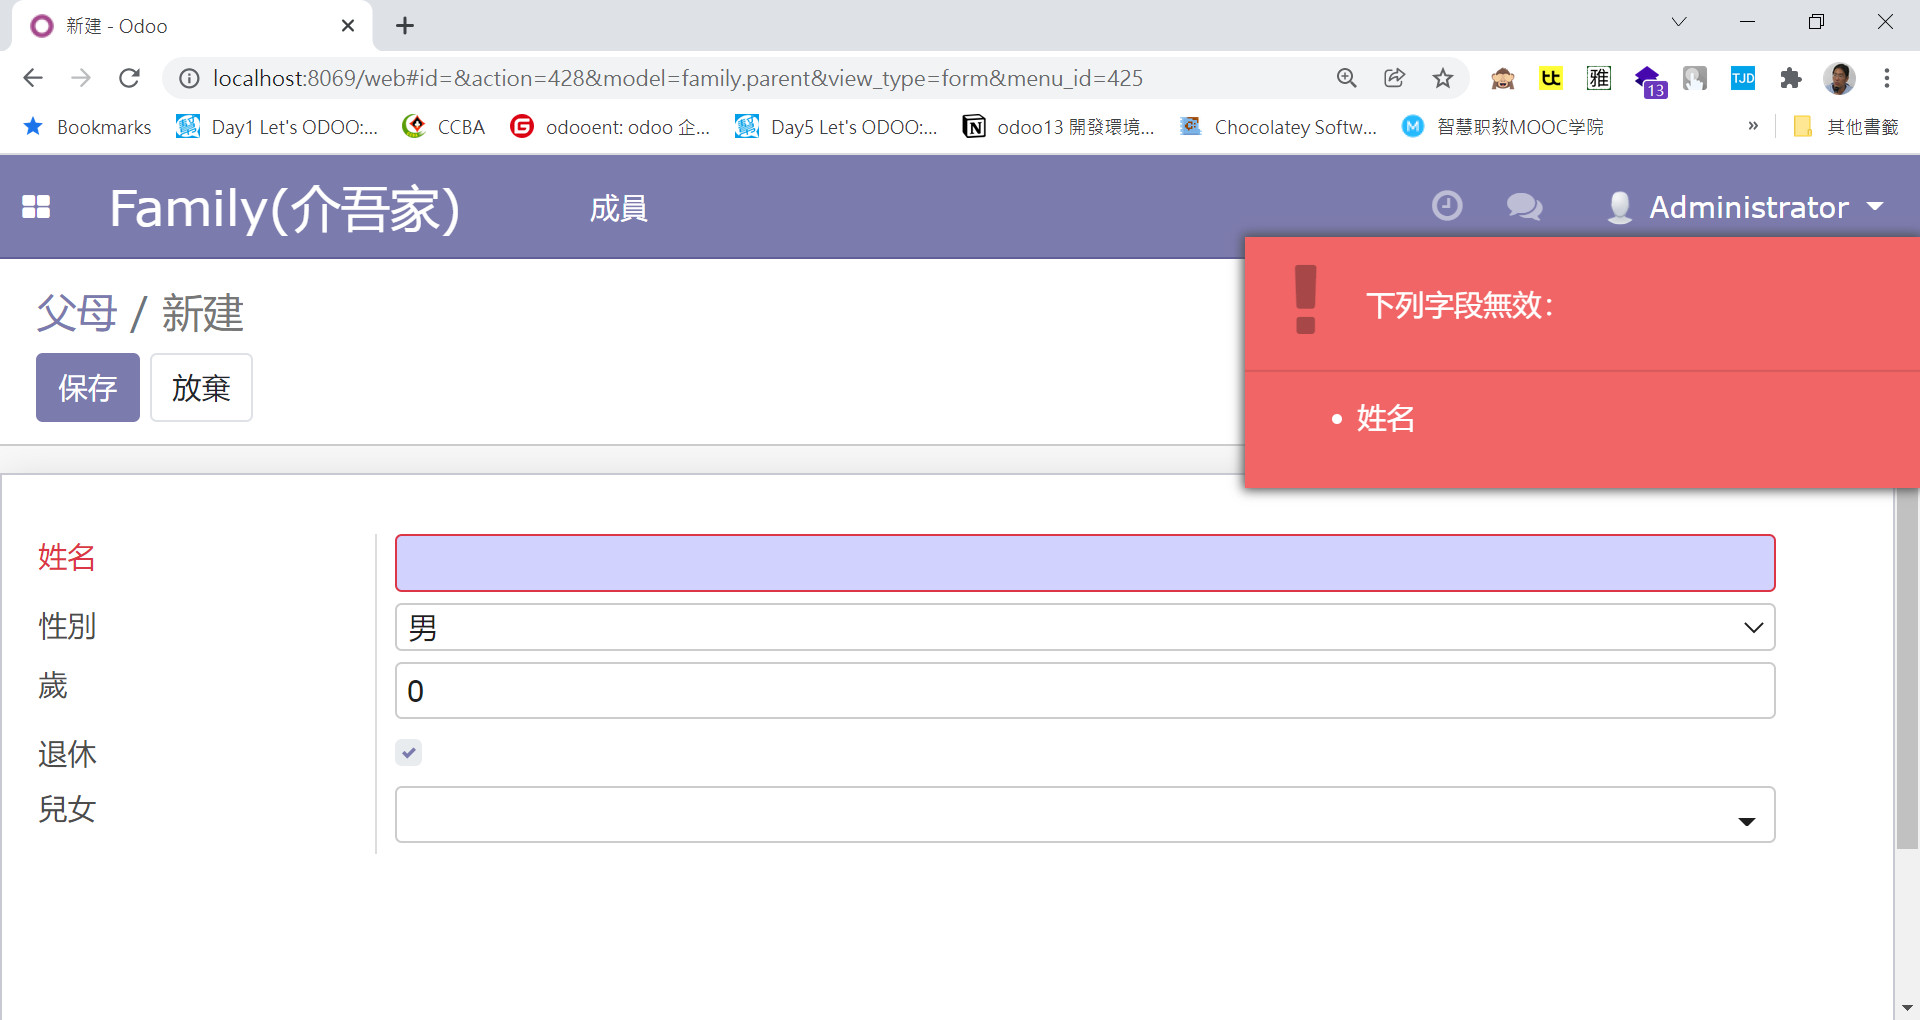 新建 - Odoo
localhost:8069/web#id=&action=428&model=family.parent&view_type=form&menu_id=425
tt
雅
13
TJD
Bookmarks
Day1 Let's ODOO:...
CCBA
odooent: odoo 企...
Day5 Let's ODOO:...
odoo13 開發環境...
Chocolatey Softw...
M
智慧职教MOOC学院
»
其他書籤
Family(介吾家)
成員
Administrator
父母 / 新建
保存
放棄
下列字段無效：
• 姓名
姓名
性別
男
歲
0
退休
兒女